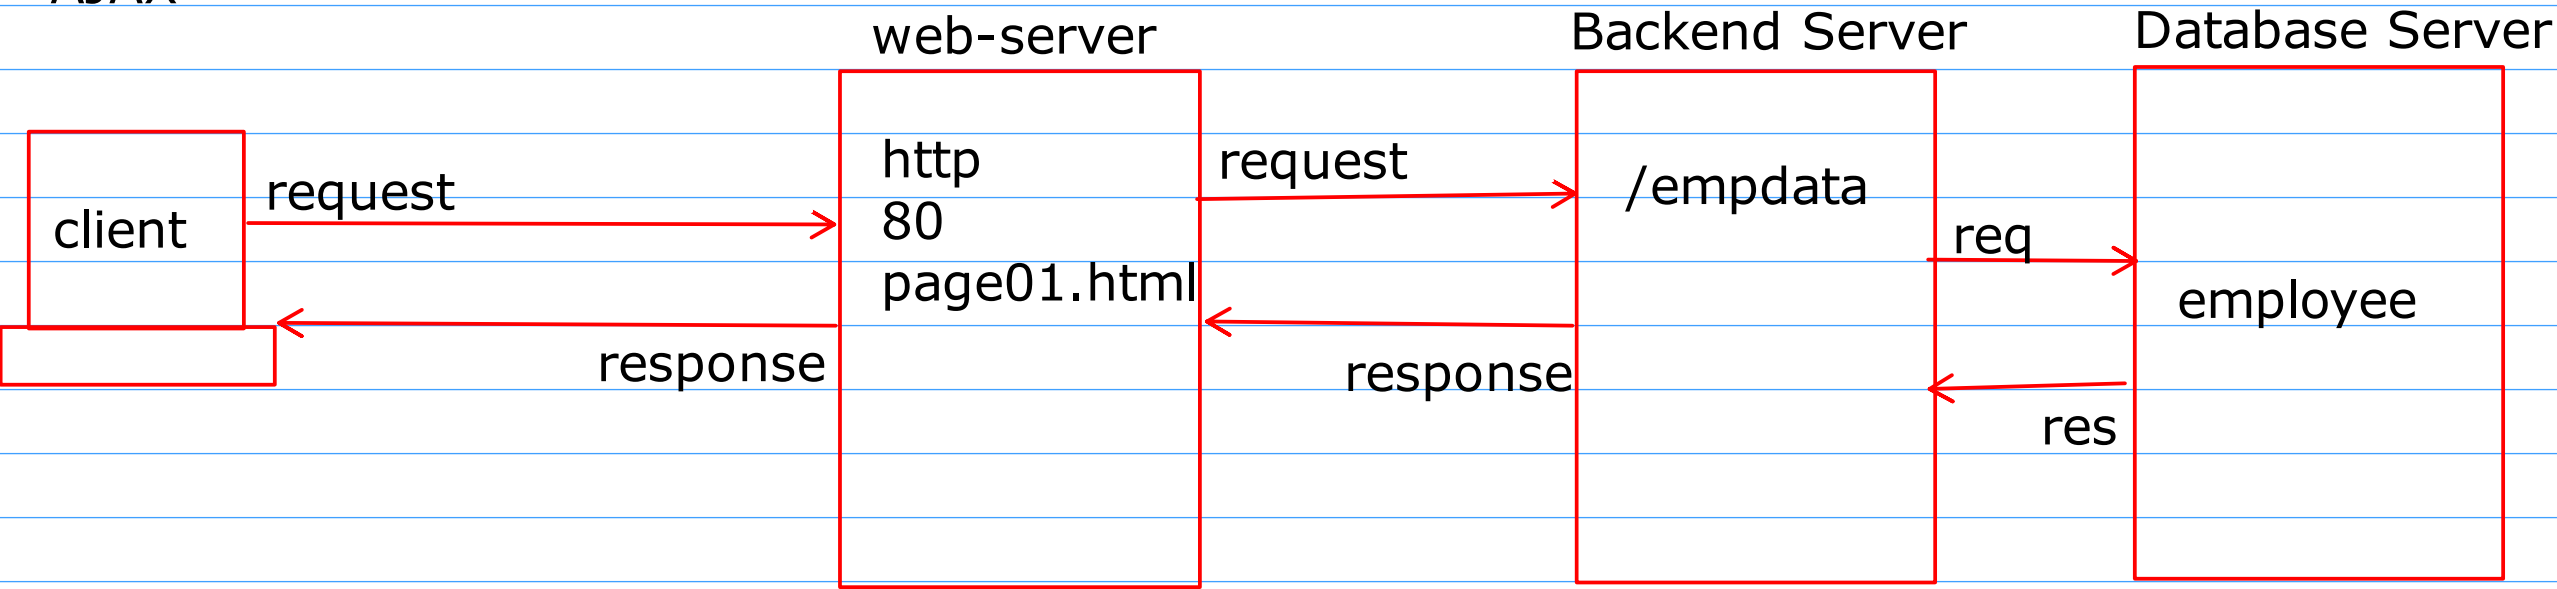 AJAX
web-server
Backend Server
Database Server
http
request
/empdata
request
client
80
req
page01.html
employee
response
response
res